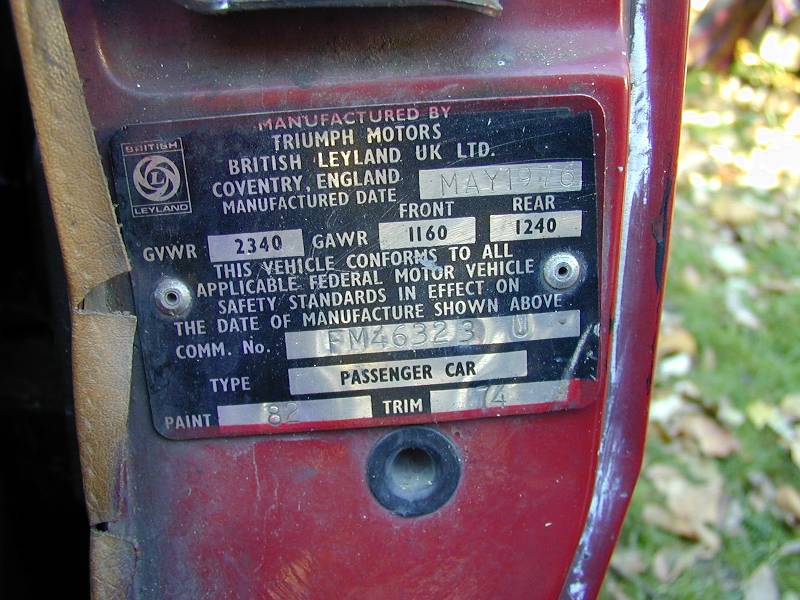 MANUFACTURED BY
TRIUMPH MOTORS
BRITISH LEYLAND UK LTD.
COVENTRY, ENGLAND
MANUFACTURED DATE MAY1976
BRITISH
L
LEYLAND
FRONT REAR
GVWR 2340 GAWR 1160 1240
THIS VEHICLE CONFORMS TO ALL
APPLICABLE FEDERAL MOTOR VEHICLE
SAFETY STANDARDS IN EFFECT ON
THE DATE OF MANUFACTURE SHOWN ABOVE
COMM. No. FM46323 U
TYPE PASSENGER CAR
PAINT 82 TRIM 74